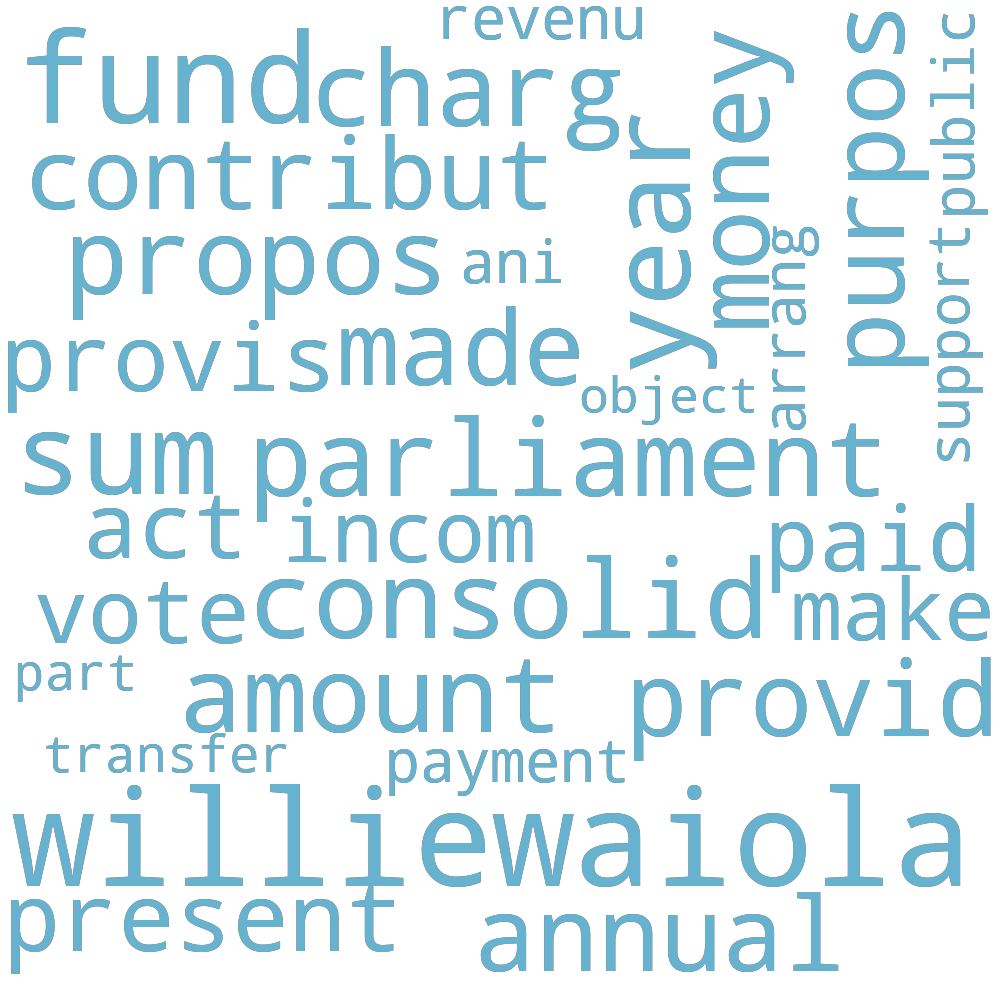 revenu
fund
charg
contribut
propos
ani
year
money
arrang
purpos
public
support
provis
made
object
sum
parliament
act
incom
paid
vote
consolid
make
part
amount
provid
transfer
payment
williewaiola
present
annual